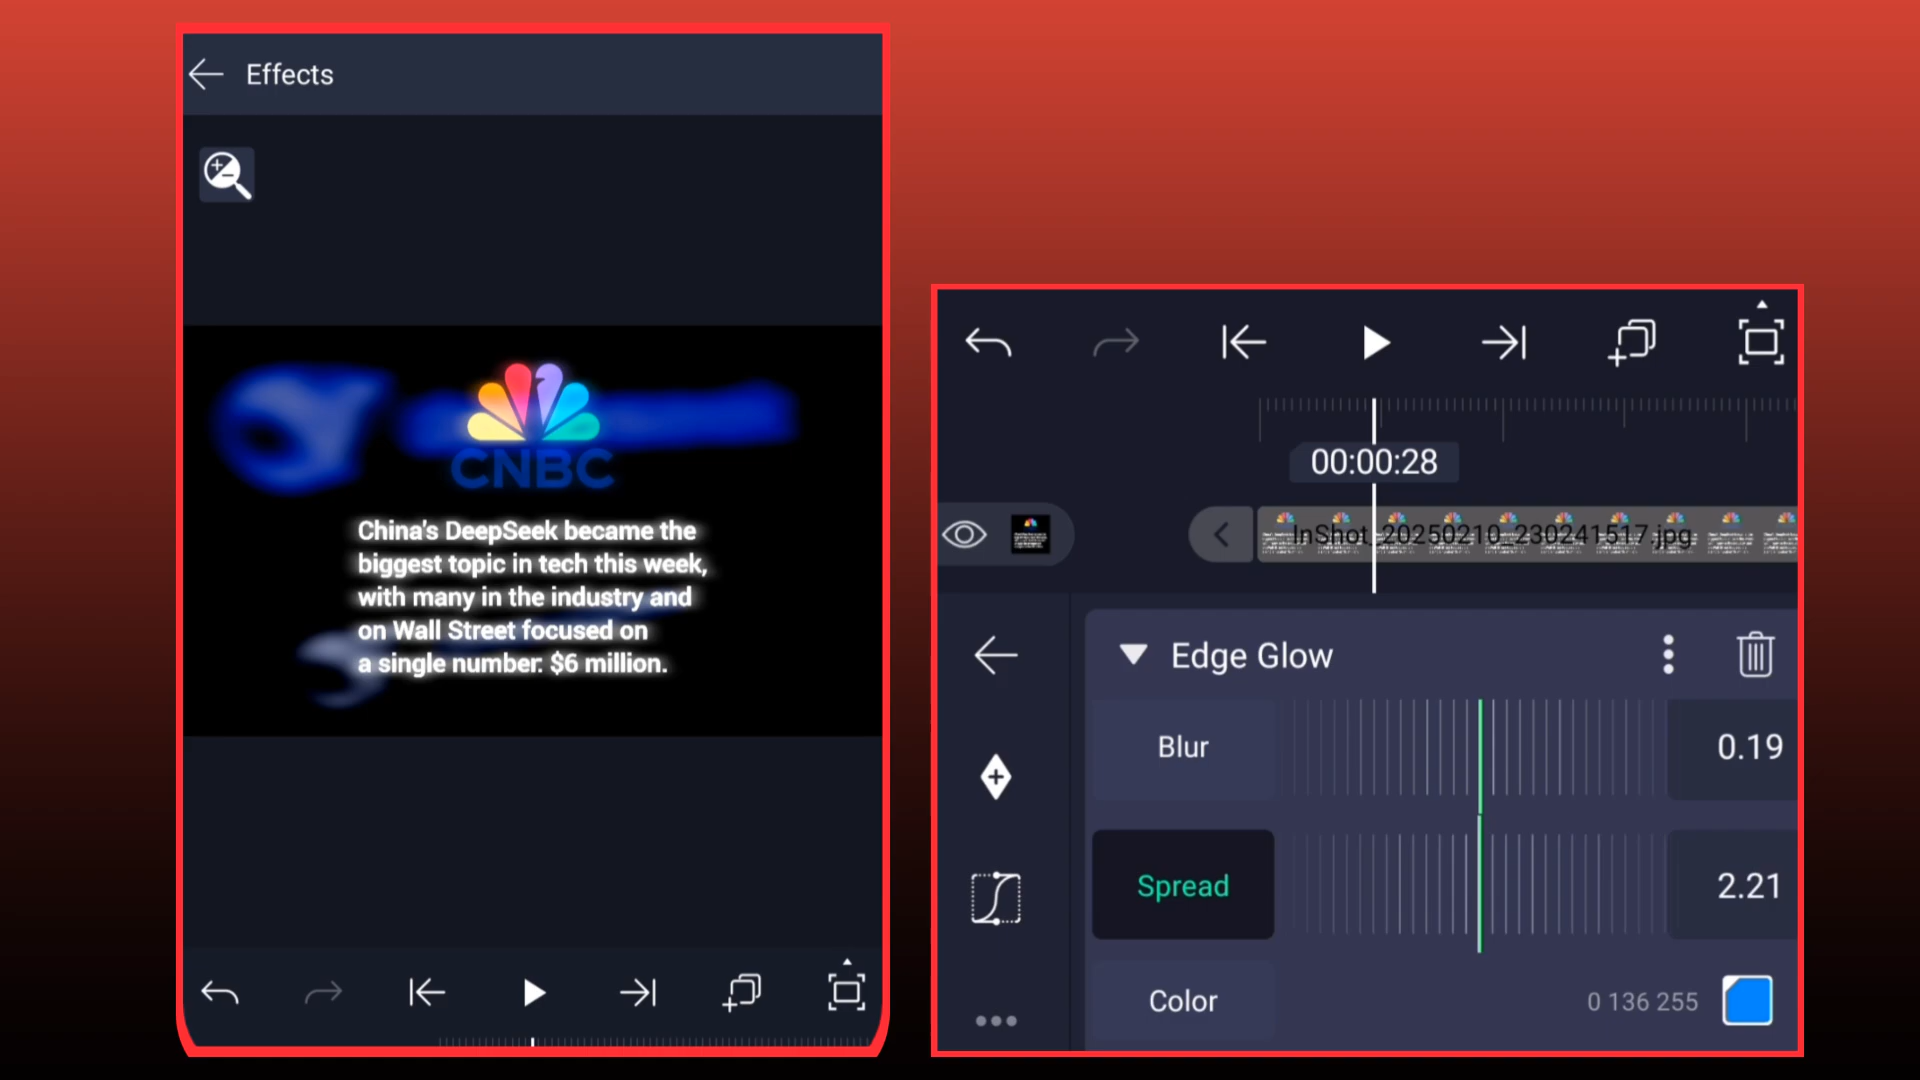 Effects
CNBC
China's DeepSeek became the
biggest topic in tech this week,
with many in the industry and
on Wall Street focused on
a single number: $6 million.
00:00:28
InShot_20250210_230241517.jpg
Edge Glow
Blur
0.19
Spread
2.21
Color
0 136 255